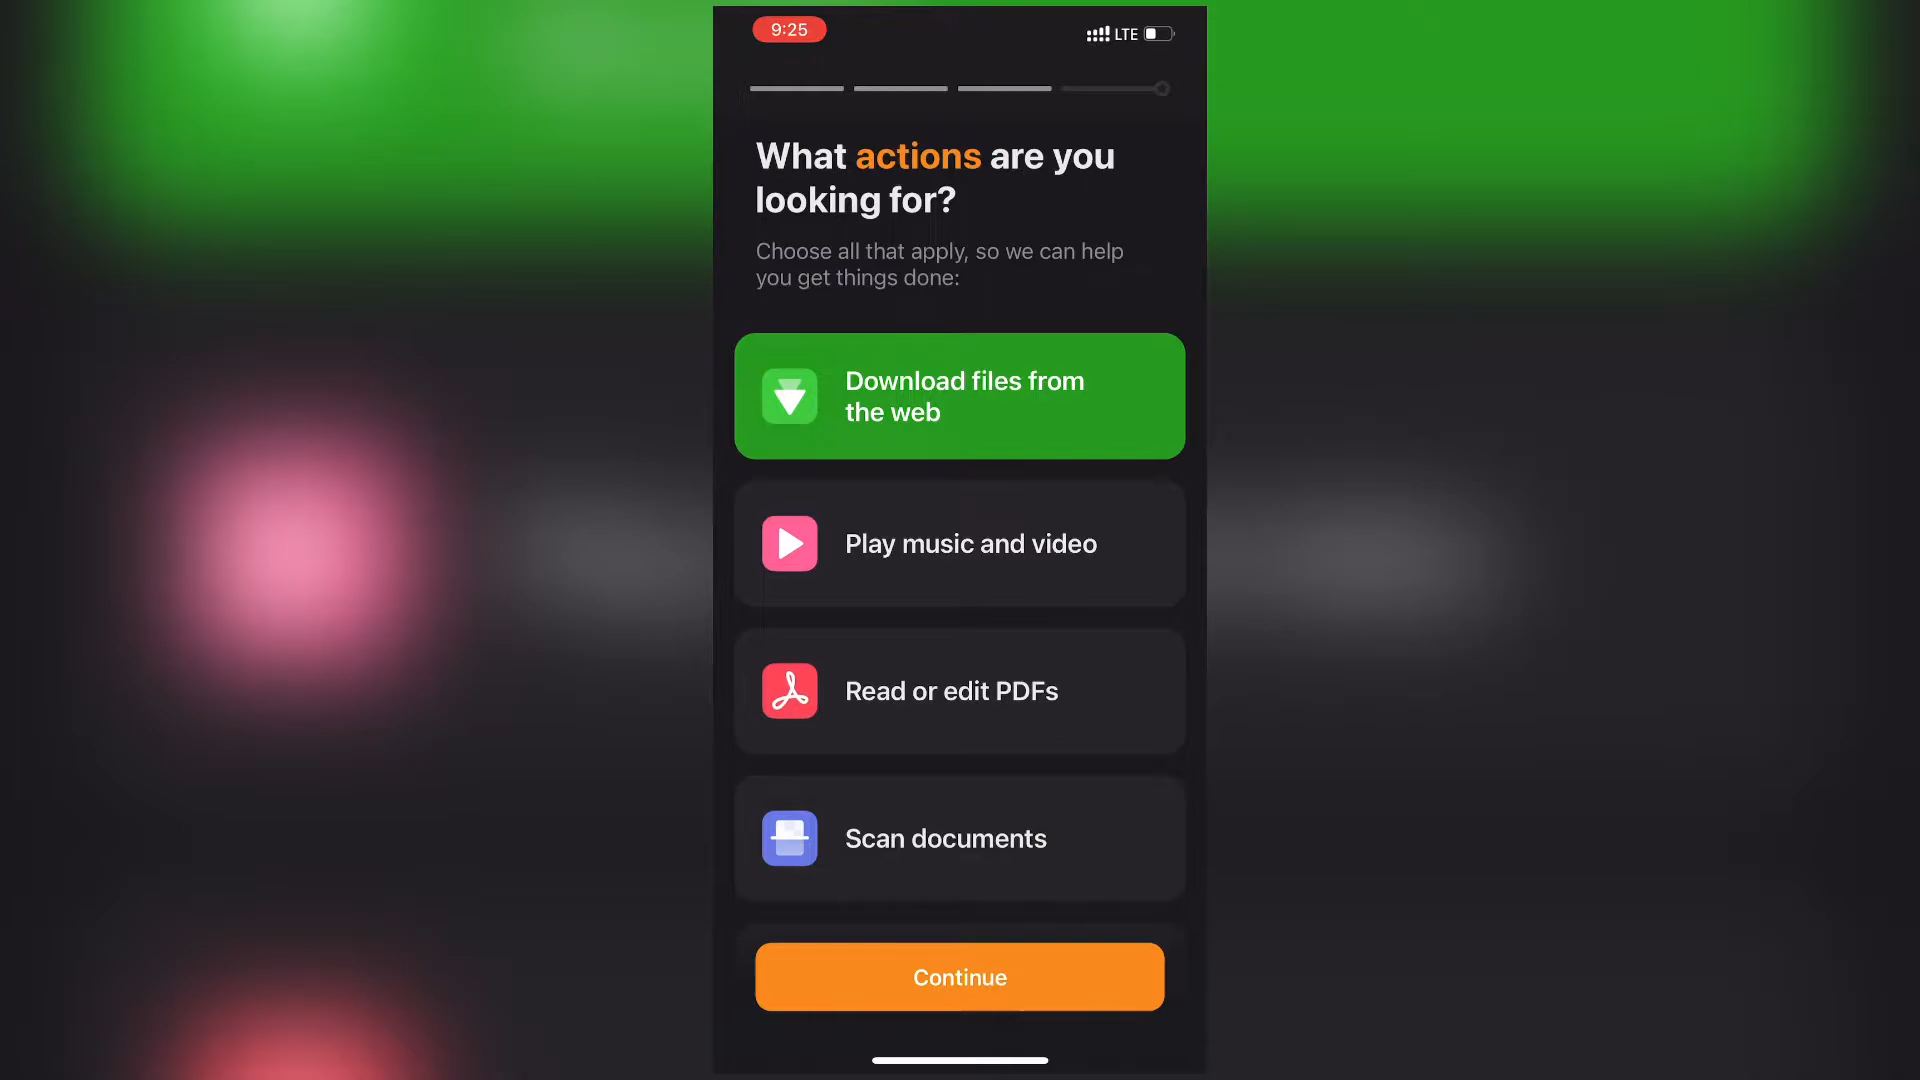 9:25
LTE
What actions are you
looking for?
Choose all that apply, so we can help
you get things done:
Download files from
the web
Play music and video
Read or edit PDFs
Scan documents
Continue